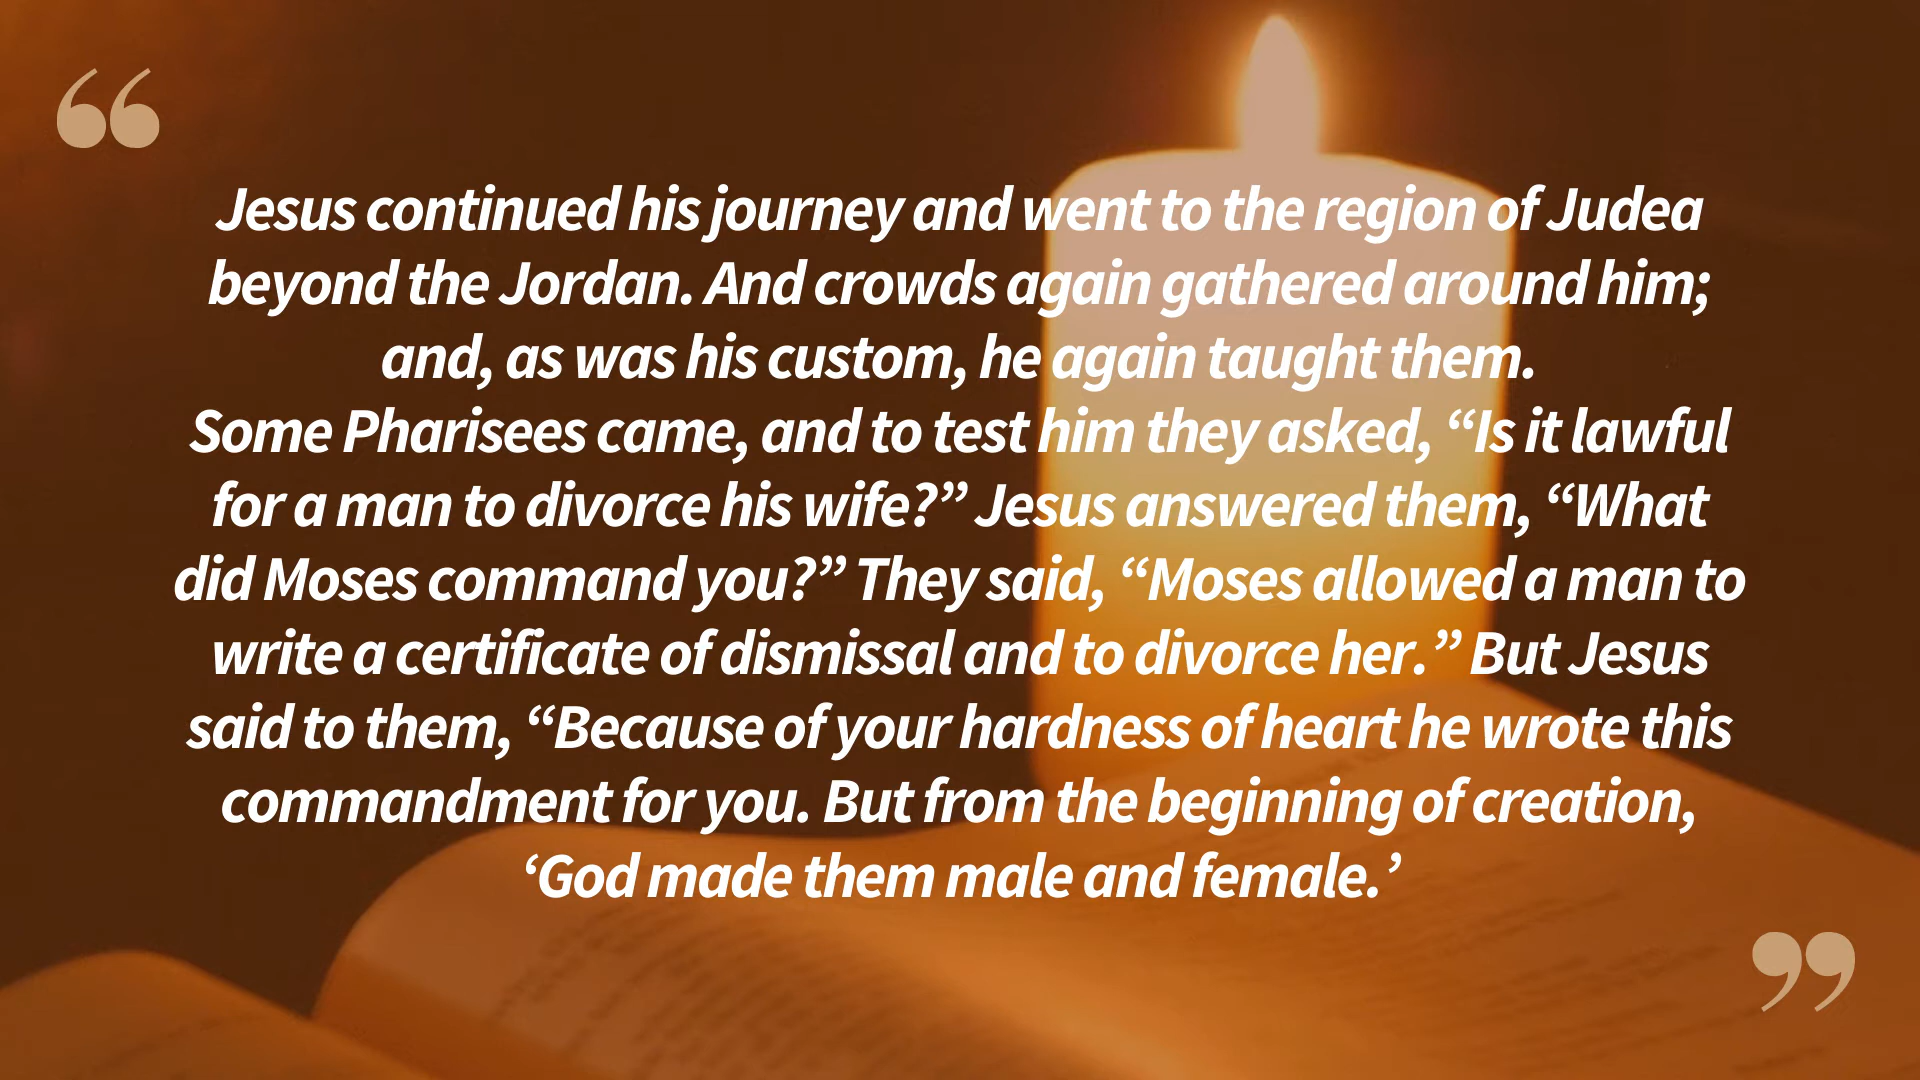 “
Jesus continued his journey and went to the region of Judea
beyond the Jordan. And crowds again gathered around him;
and, as was his custom, he again taught them.
Some Pharisees came, and to test him they asked, “Is it lawful
for a man to divorce his wife?” Jesus answered them, “What
did Moses command you?” They said, “Moses allowed a man to
write a certificate of dismissal and to divorce her.” But Jesus
said to them, “Because of your hardness of heart he wrote this
commandment for you. But from the beginning of creation,
‘God made them male and female.’
”